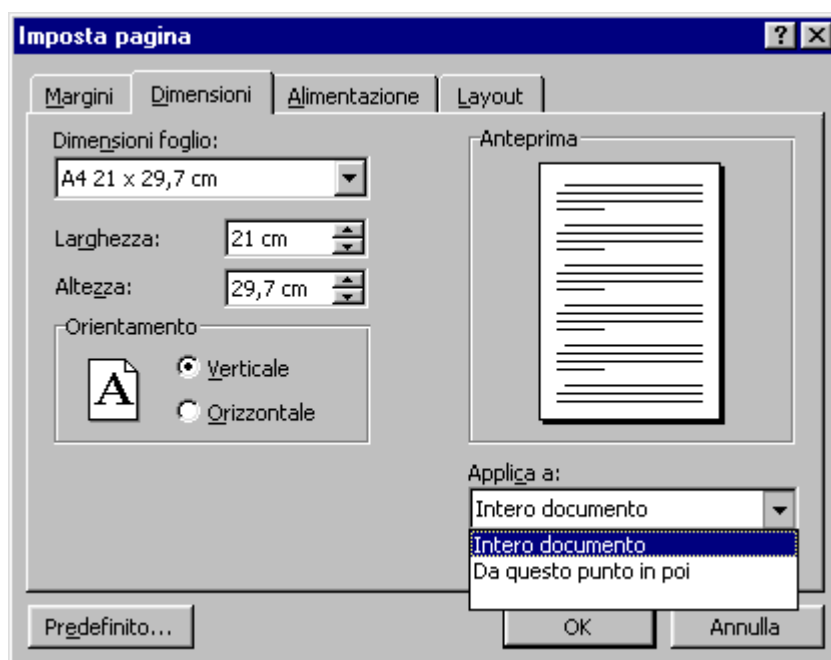 Imposta pagina
Margini Dimensioni Alimentazione Layout
Dimensioni foglio:
A4 21 x 29,7 cm
Larghezza: 21 cm
Altezza: 29,7 cm
Orientamento
A
Verticale
Orizzontale
Anteprima
Applica a:
Intero documento
Intero documento
Da questo punto in poi
Predefinito... OK Annulla